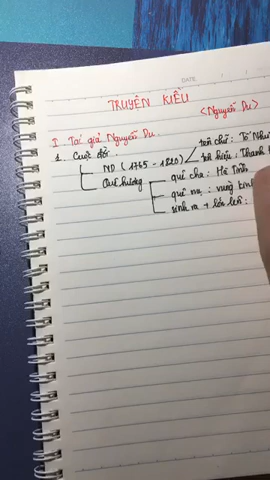 DATE
TRUYỆN KIỀU
<Nguyễn Du>
I. Tác giả Nguyễn Du.
1. Cuộc đời.
ND (1765 - 1820)
tên chữ: Tố Như
tên hiệu: Thanh
Quê hương
quê cha: Hà Tĩnh
quê mẹ: vùng Kinh
sinh ra + lớn lên: